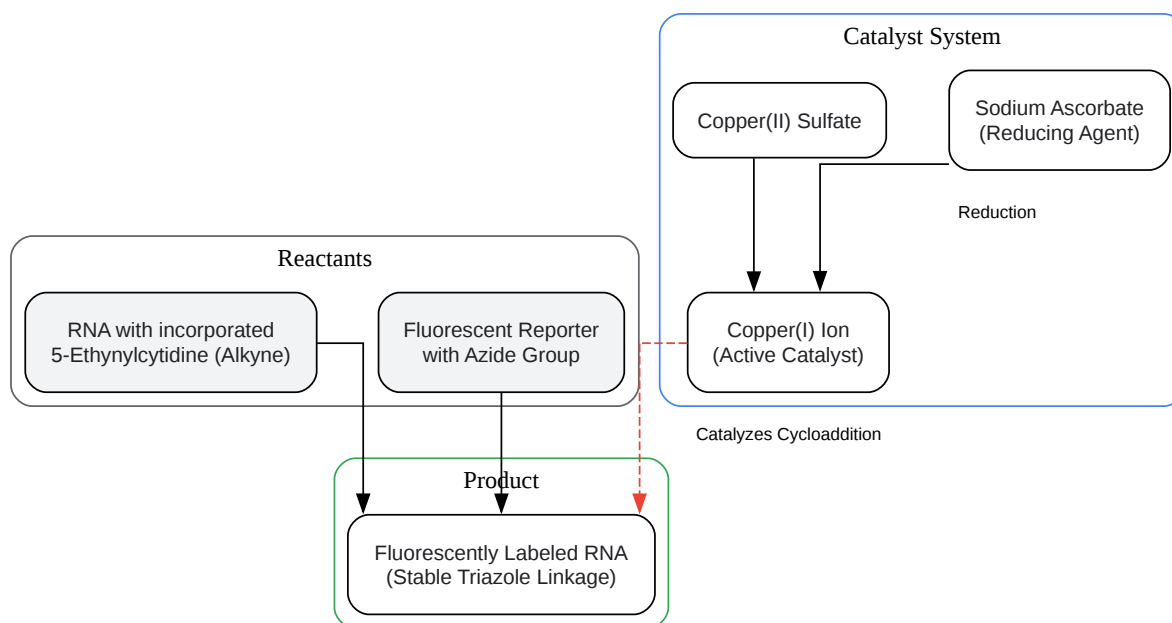 Catalyst System
Copper(II) Sulfate
Sodium Ascorbate
(Reducing Agent)
Reduction
Reactants
RNA with incorporated
5-Ethynylcytidine (Alkyne)
Fluorescent Reporter
with Azide Group
Copper(I) Ion
(Active Catalyst)
Catalyzes Cycloaddition
Product
Fluorescently Labeled RNA
(Stable Triazole Linkage)